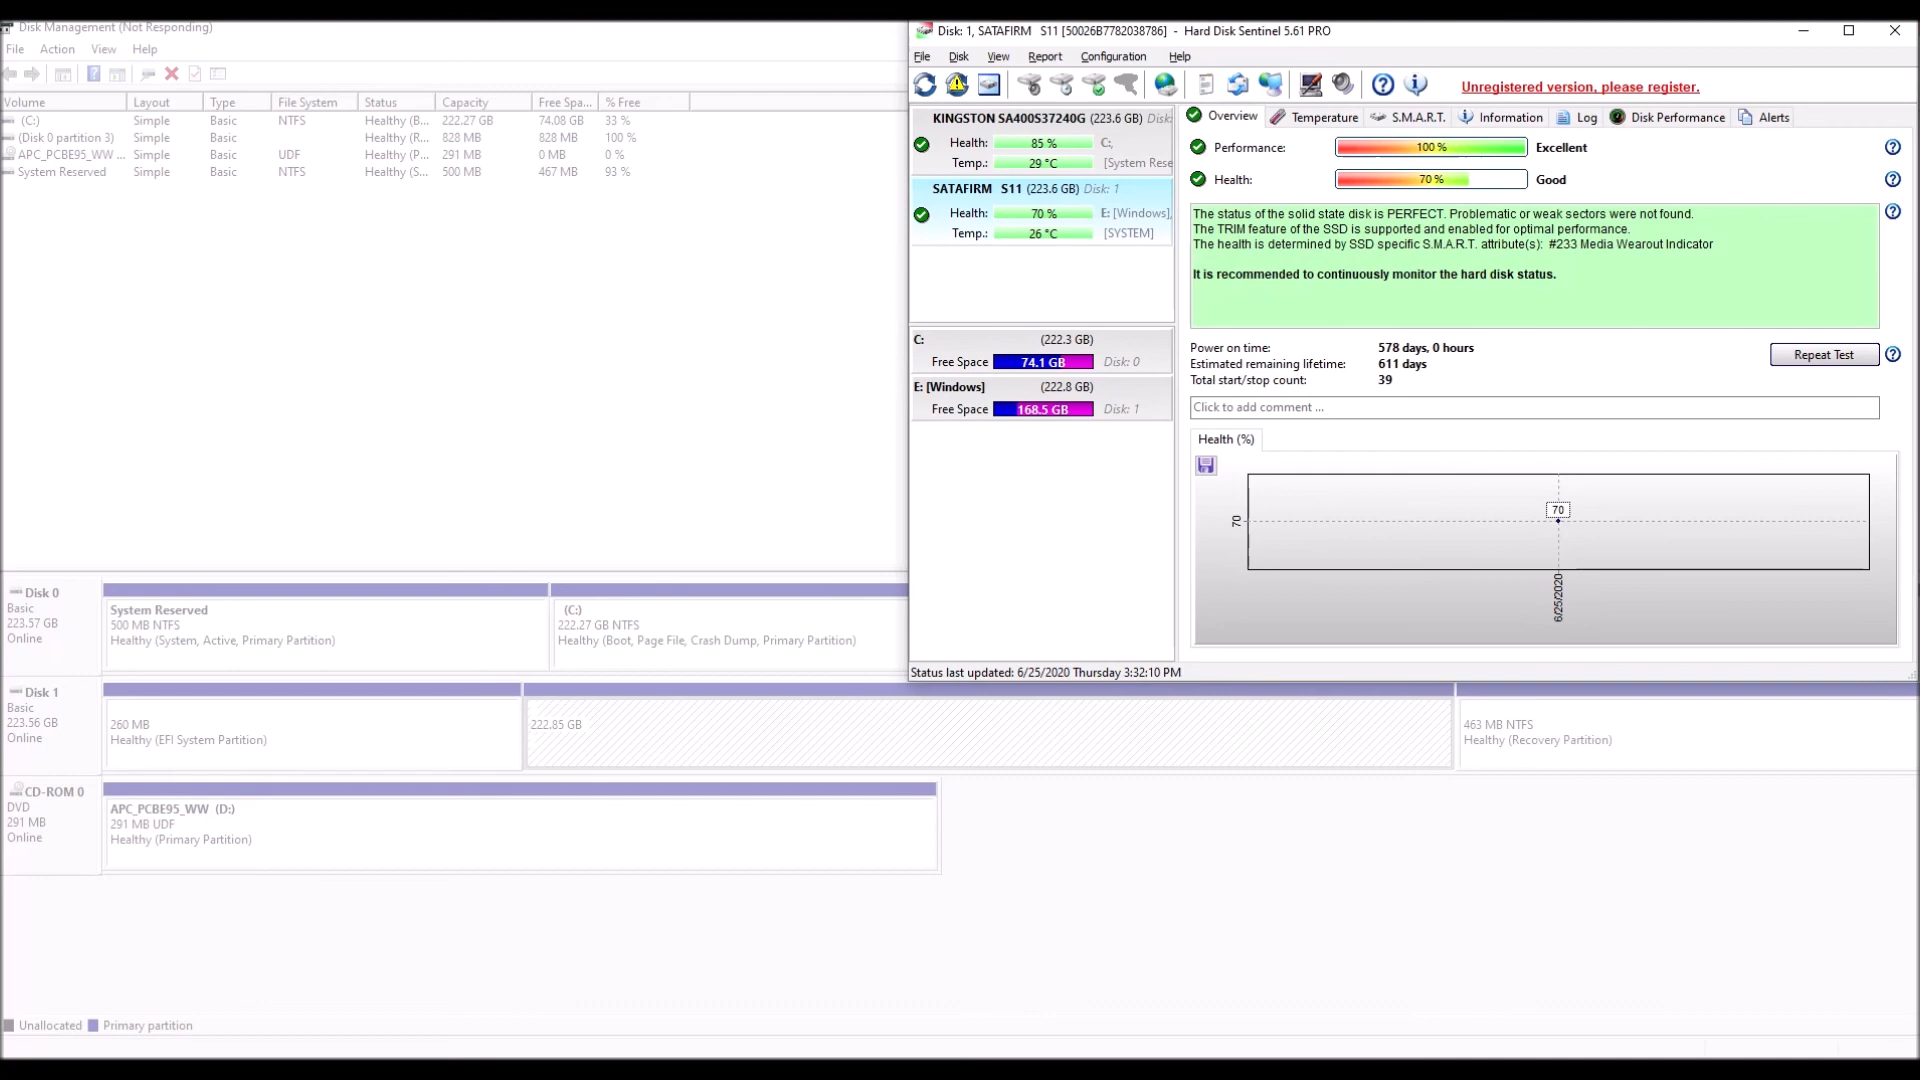 Disk Management (Not Responding)
File Action View Help
Volume Layout Type File System Status Capacity Free Spa... % Free
(C:) Simple Basic NTFS Healthy (B... 222.27 GB 74.08 GB 33 %
(Disk 0 partition 3) Simple Basic Healthy (R... 828 MB 828 MB 100 %
APC_PCBE95_WW ... Simple Basic UDF Healthy (P... 291 MB 0 MB 0 %
System Reserved Simple Basic NTFS Healthy (S... 500 MB 467 MB 93 %
Disk 0
Basic
223.57 GB
Online
System Reserved
500 MB NTFS
Healthy (System, Active, Primary Partition)
(C:)
222.27 GB NTFS
Healthy (Boot, Page File, Crash Dump, Primary Partition)
Disk 1
Basic
223.56 GB
Online
260 MB
Healthy (EFI System Partition)
222.85 GB
463 MB NTFS
Healthy (Recovery Partition)
CD-ROM 0
DVD
291 MB
Online
APC_PCBE95_WW (D:)
291 MB UDF
Healthy (Primary Partition)
Unallocated Primary partition
Disk: 1, SATAFIRM S11 [50026B7782038786] - Hard Disk Sentinel 5.61 PRO
File Disk View Report Configuration Help
Unregistered version, please register.
KINGSTON SA400S37240G (223.6 GB) Disk:
Health: 85 % C:,
Temp.: 29 °C [System Rese
SATAFIRM S11 (223.6 GB) Disk: 1
Health: 70 % E: [Windows],
Temp.: 26 °C [SYSTEM]
C: (222.3 GB)
Free Space 74.1 GB Disk: 0
E: [Windows] (222.8 GB)
Free Space 168.5 GB Disk: 1
Overview Temperature S.M.A.R.T. Information Log Disk Performance Alerts
Performance: 100 % Excellent
Health: 70 % Good
The status of the solid state disk is PERFECT. Problematic or weak sectors were not found.
The TRIM feature of the SSD is supported and enabled for optimal performance.
The health is determined by SSD specific S.M.A.R.T. attribute(s): #233 Media Wearout Indicator
It is recommended to continuously monitor the hard disk status.
Power on time: 578 days, 0 hours
Estimated remaining lifetime: 611 days
Total start/stop count: 39
Repeat Test
Click to add comment ...
Health (%)
70
70
6/25/2020
Status last updated: 6/25/2020 Thursday 3:32:10 PM